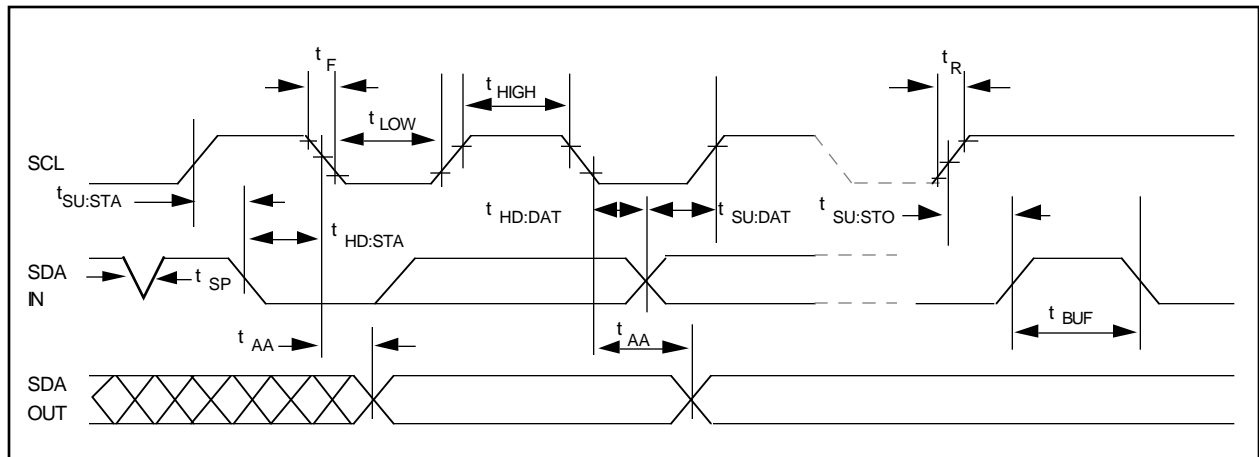 t F
t R
t HIGH
t LOW
SCL
t SU:STA
t HD:DAT
t SU:DAT
t SU:STO
t HD:STA
SDA
IN
t SP
t BUF
t AA
t AA
SDA
OUT